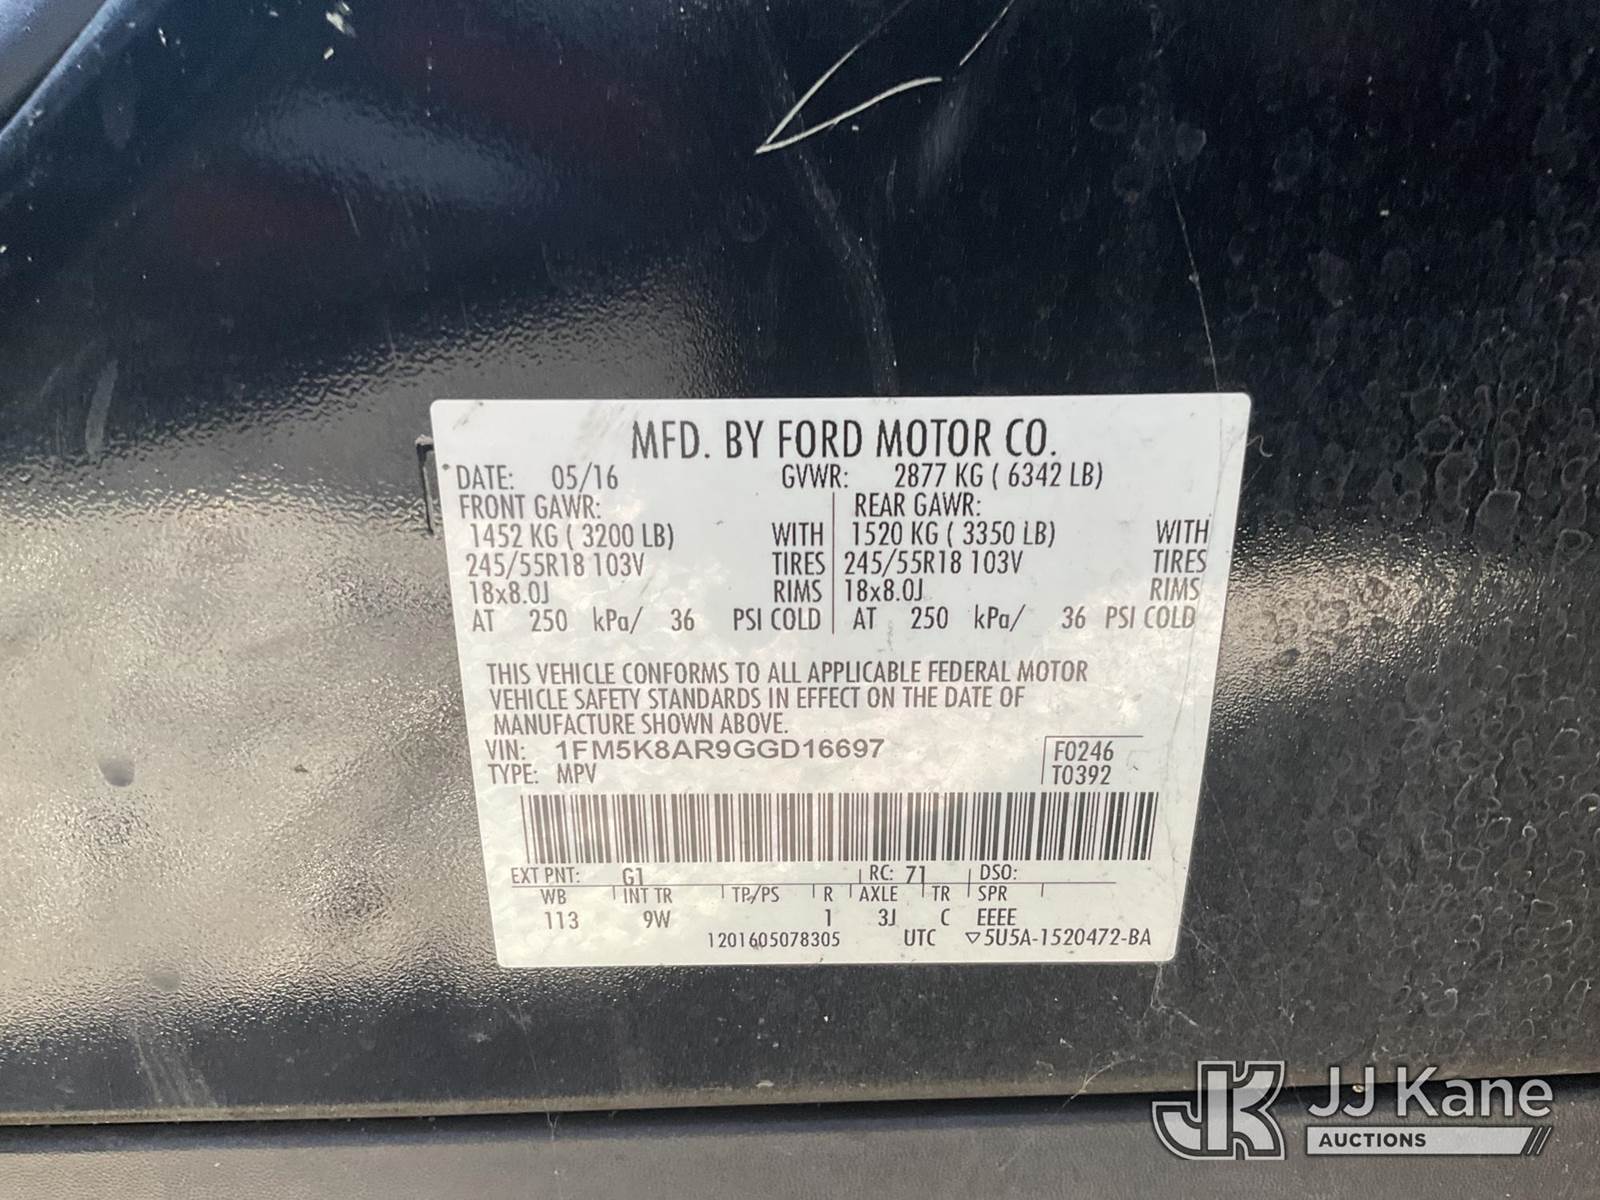 MFD. BY FORD MOTOR CO.
DATE: 05/16 GVWR: 2877 KG ( 6342 LB)
FRONT GAWR: REAR GAWR:
1452 KG ( 3200 LB) WITH 1520 KG ( 3350 LB) WITH
245/55R18 103V TIRES 245/55R18 103V TIRES
18x8.0J RIMS 18x8.0J RIMS
AT 250 kPa/ 36 PSI COLD AT 250 kPa/ 36 PSI COLD
THIS VEHICLE CONFORMS TO ALL APPLICABLE FEDERAL MOTOR
VEHICLE SAFETY STANDARDS IN EFFECT ON THE DATE OF
MANUFACTURE SHOWN ABOVE.
VIN: 1FM5K8AR9GGD16697 F0246
TYPE: MPV T0392
EXT PNT: G1 RC: 71 DSO:
WB INT TR TP/PS R AXLE TR SPR
113 9W 1 3J C EEEE
1201605078305 UTC ▽5U5A-1520472-BA
JK JJ Kane
AUCTIONS